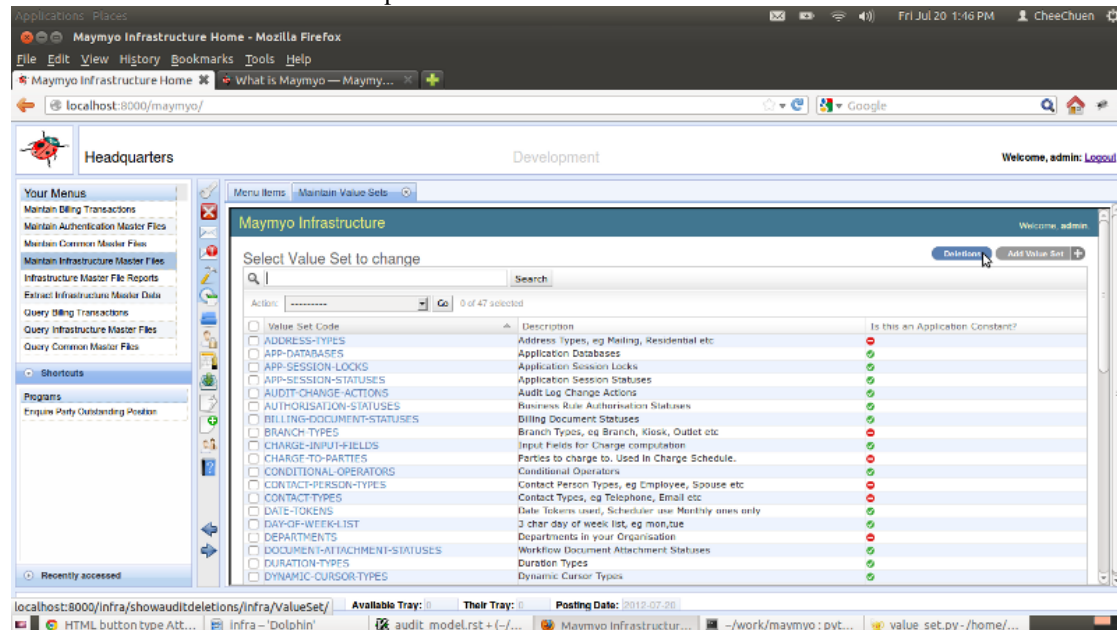 Applications Places Fri Jul 20 1:46 PM CheeChuen
Maymyo Infrastructure Home - Mozilla Firefox
File Edit View History Bookmarks Tools Help
Maymyo Infrastructure Home What is Maymyo — Maymy...
localhost:8000/maymyo/ Google
Headquarters Development Welcome, admin: Logout
Your Menus
Maintain Billing Transactions
Maintain Authentication Master Files
Maintain Common Master Files
Maintain Infrastructure Master Files
Infrastructure Master File Reports
Extract Infrastructure Master Data
Query Billing Transactions
Query Infrastructure Master Files
Query Common Master Files
Shortcuts
Programs
Enquire Party Outstanding Position
Recently accessed
Menu Items Maintain Value Sets
Maymyo Infrastructure Welcome, admin.
Select Value Set to change Deletions Add Value Set
Search
Action: --------- Go 0 of 47 selected
Value Set Code Description Is this an Application Constant?
ADDRESS-TYPES Address Types, eg Mailing, Residential etc
APP-DATABASES Application Databases
APP-SESSION-LOCKS Application Session Locks
APP-SESSION-STATUSES Application Session Statuses
AUDIT-CHANGE-ACTIONS Audit Log Change Actions
AUTHORISATION-STATUSES Business Rule Authorisation Statuses
BILLING-DOCUMENT-STATUSES Billing Document Statuses
BRANCH-TYPES Branch Types, eg Branch, Kiosk, Outlet etc
CHARGE-INPUT-FIELDS Input Fields for Charge computation
CHARGE-TO-PARTIES Parties to charge to. Used in Charge Schedule.
CONDITIONAL-OPERATORS Conditional Operators
CONTACT-PERSON-TYPES Contact Person Types, eg Employee, Spouse etc
CONTACT-TYPES Contact Types, eg Telephone, Email etc
DATE-TOKENS Date Tokens used, Scheduler use Monthly ones only
DAY-OF-WEEK-LIST 3 char day of week list, eg mon,tue
DEPARTMENTS Departments in your Organisation
DOCUMENT-ATTACHMENT-STATUSES Workflow Document Attachment Statuses
DURATION-TYPES Duration Types
DYNAMIC-CURSOR-TYPES Dynamic Cursor Types
localhost:8000/infra/showauditdeletions/infra/ValueSet/ Available Tray: 0 Their Tray: 0 Posting Date: 2012-07-20
HTML button type Att... infra – 'Dolphin' audit_model.rst + (~/... Maymyo Infrastructur... ~/work/maymyo : pyt... value_set.py - /home/...